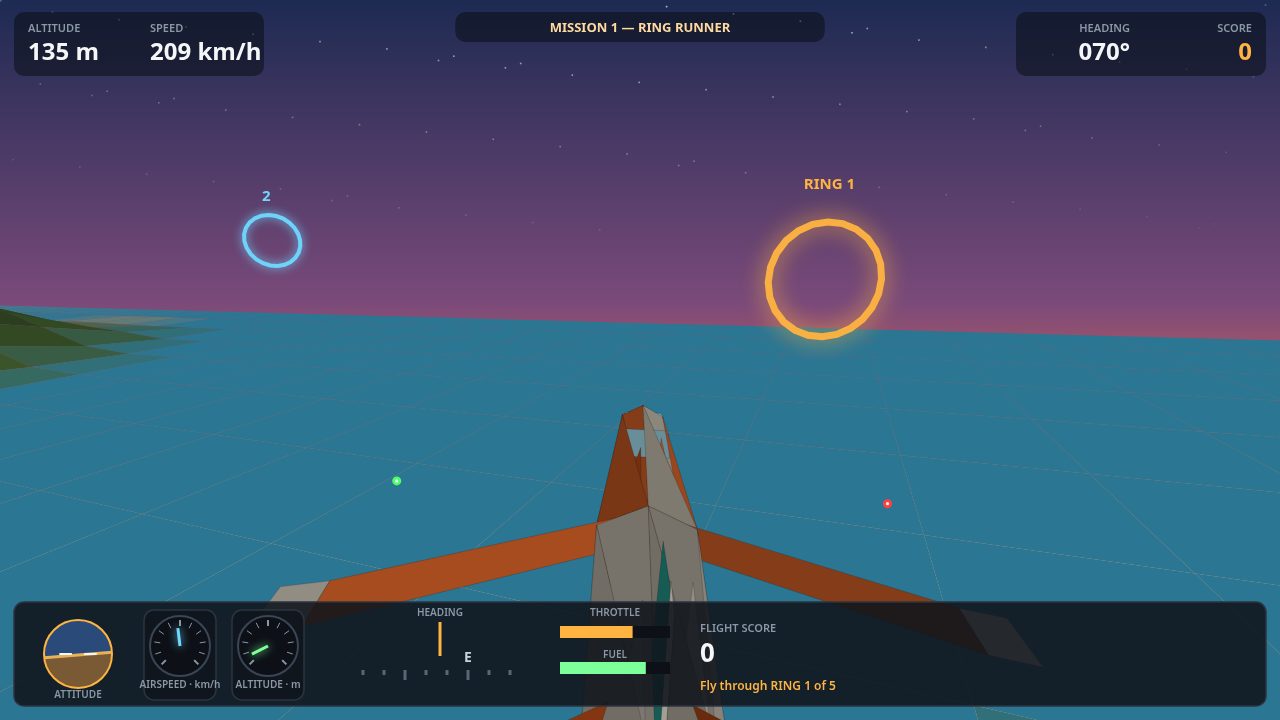 ALTITUDE
135 m
SPEED
209 km/h
MISSION 1 — RING RUNNER
HEADING
070°
SCORE
0
2
RING 1
ATTITUDE
AIRSPEED · km/h
ALTITUDE · m
HEADING
E
THROTTLE
FUEL
FLIGHT SCORE
0
Fly through RING 1 of 5